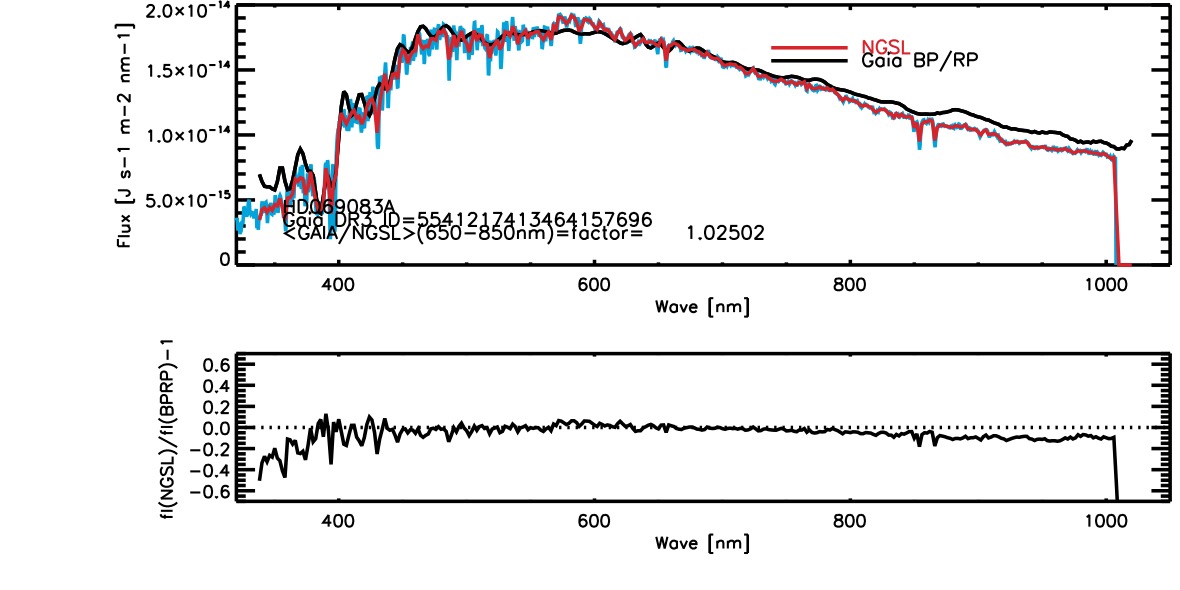 2.0×10−14
1.5×10−14
1.0×10−14
5.0×10−15
0
Flux [J s−1 m−2 nm−1]
NGSL
Gaia BP/RP
HD069083A
Gaia DR3 ID=5541217413464157696
<GAIA/NGSL>(650−850nm)=factor= 1.02502
400 600 800 1000
Wave [nm]
fl(NGSL)/fl(BPRP)−1
0.6
0.4
0.2
0.0
−0.2
−0.4
−0.6
400 600 800 1000
Wave [nm]